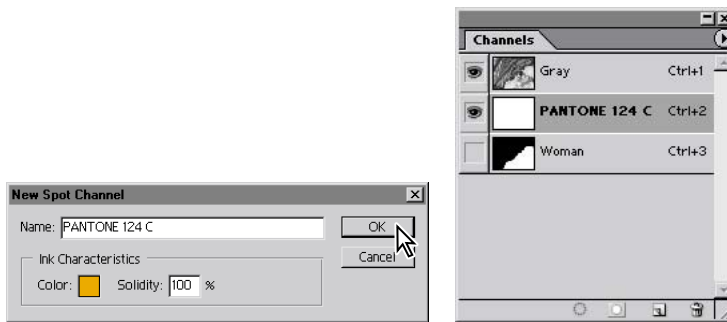 New Spot Channel
Name: PANTONE 124 C
OK
Ink Characteristics
Cancel
Color: Solidity: 100 %
Channels
Gray Ctrl+1
PANTONE 124 C Ctrl+2
Woman Ctrl+3